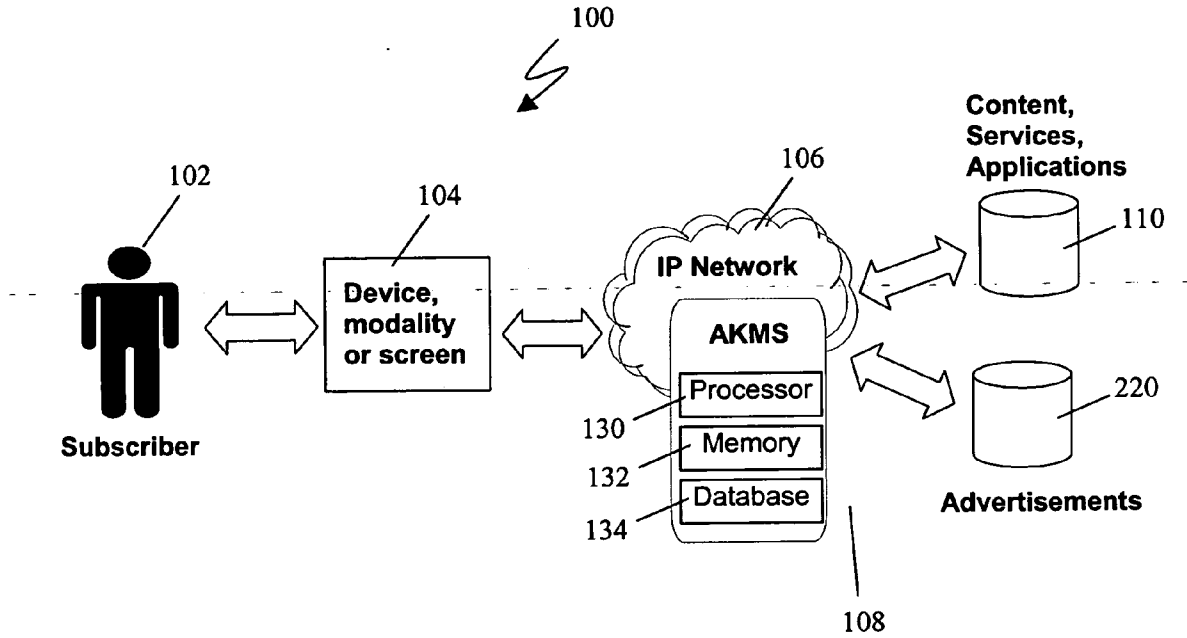 100
Content,
Services,
Applications
102
104
106
110
IP Network
Device,
modality
or screen
AKMS
Processor
130
Memory
132
Database
134
220
Subscriber
Advertisements
108